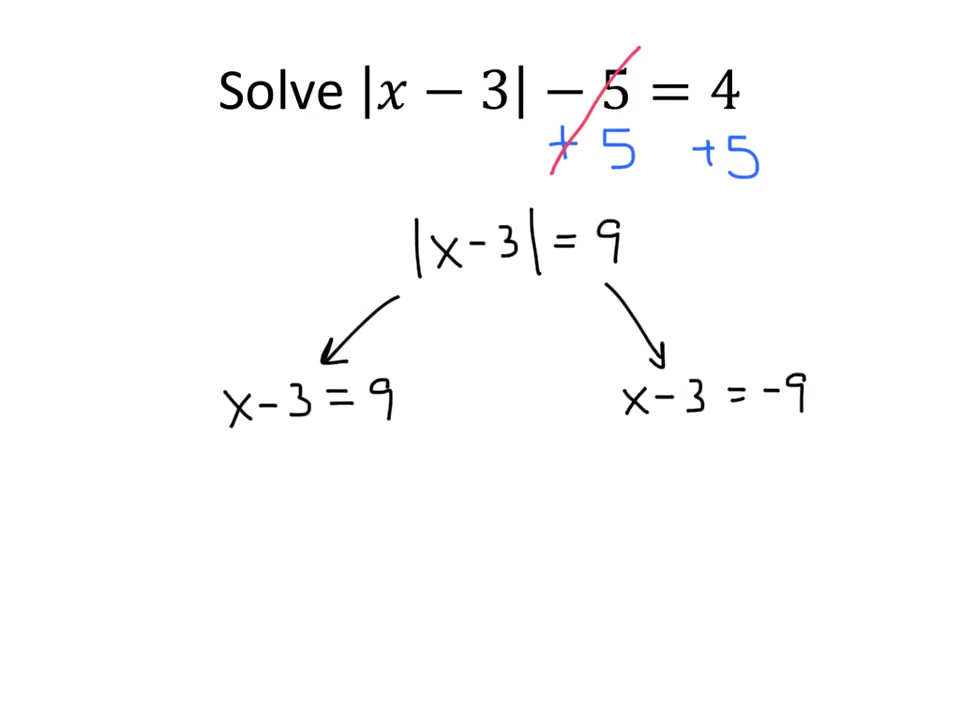 Solve |x − 3| − 5 = 4
+ 5 +5
|x - 3| = 9
x - 3 = 9 x - 3 = -9